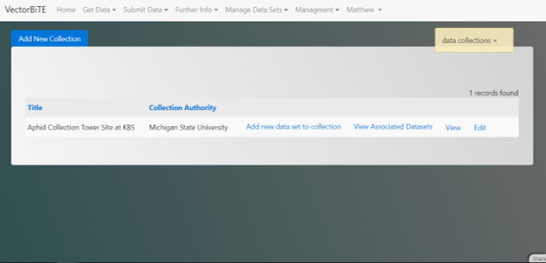 VectorBiTE Home Get Data Submit Data Further Info Manage Data Sets Managment Matthew
Add New Collection
data collections ×
1 records found
Title Collection Authority
Aphid Collection Tower Site at KBS Michigan State University Add new data set to collection View Associated Datasets View Edit
Share